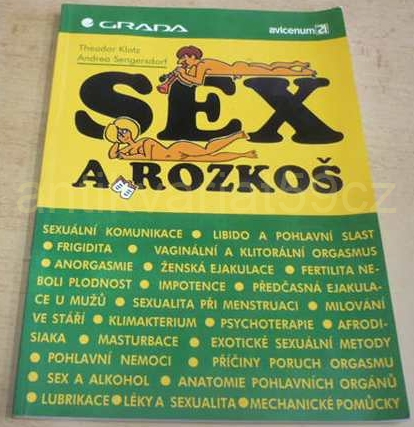 GRADA
avicenum
Theodor Klotz
Andrea Sengersdorf
SEX
A ROZKOŠ
SEXUÁLNÍ KOMUNIKACE ● LIBIDO A POHLAVNÍ SLAST
● FRIGIDITA ● VAGINÁLNÍ A KLITORÁLNÍ ORGASMUS
● ANORGASMIE ● ŽENSKÁ EJAKULACE ● FERTILITA NE-
BOLI PLODNOST ● IMPOTENCE ● PŘEDČASNÁ EJAKULA-
CE U MUŽŮ ● SEXUALITA PŘI MENSTRUACI ● MILOVÁNÍ
VE STÁŘÍ ● KLIMAKTERIUM ● PSYCHOTERAPIE ● AFRODI-
SIAKA ● MASTURBACE ● EXOTICKÉ SEXUÁLNÍ METODY
● POHLAVNÍ NEMOCI ● PŘÍČINY PORUCH ORGASMU
● SEX A ALKOHOL ● ANATOMIE POHLAVNÍCH ORGÁNŮ
● LUBRIKACE ● LÉKY A SEXUALITA ● MECHANICKÉ POMŮCKY